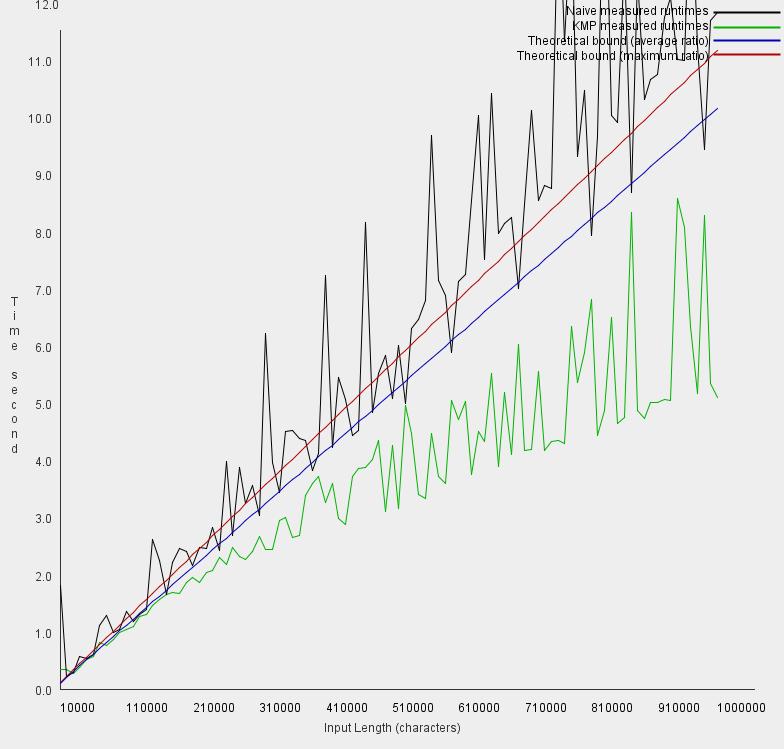 12.0
Naive measured runtimes
KMP measured runtimes
Theoretical bound (average ratio)
Theoretical bound (maximum ratio)
11.0
10.0
9.0
8.0
7.0
6.0
5.0
4.0
3.0
2.0
1.0
0.0
Time second
10000 110000 210000 310000 410000 510000 610000 710000 810000 910000 1000000
Input Length (characters)